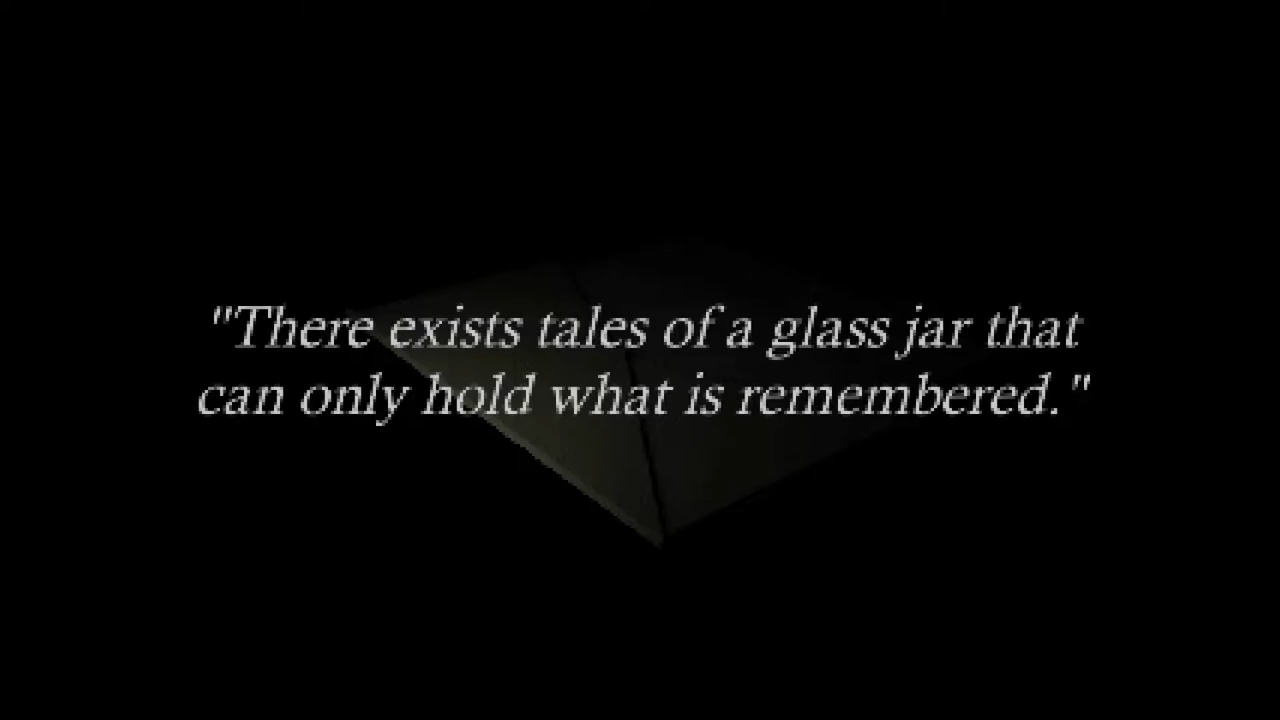 "There exists tales of a glass jar that
can only hold what is remembered."